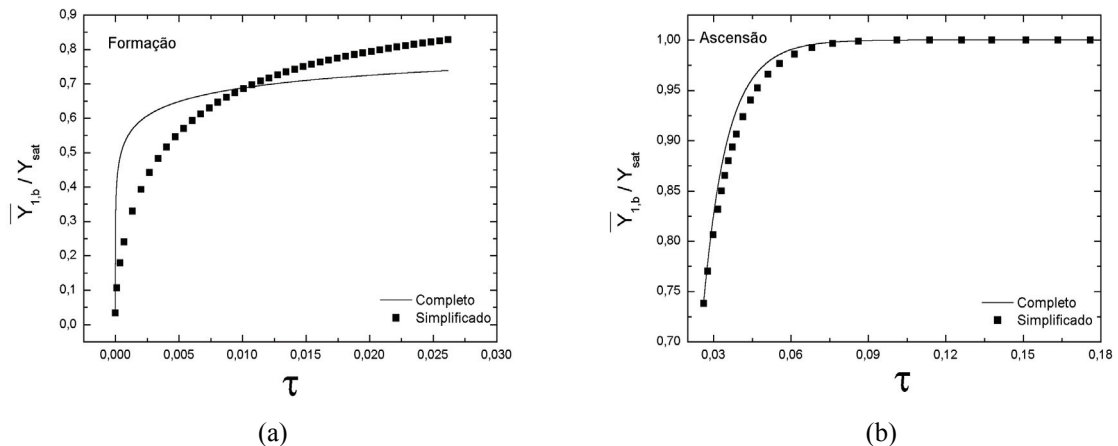 Formação
0,9
0,8
0,7
0,6
0,5
0,4
0,3
0,2
0,1
0,0
Y1,b / Ysat
Completo
Simplificado
0,000 0,005 0,010 0,015 0,020 0,025 0,030
τ
(a)
Ascensão
1,00
0,95
0,90
0,85
0,80
0,75
0,70
Y1,b / Ysat
Completo
Simplificado
0,03 0,06 0,09 0,12 0,15 0,18
τ
(b)